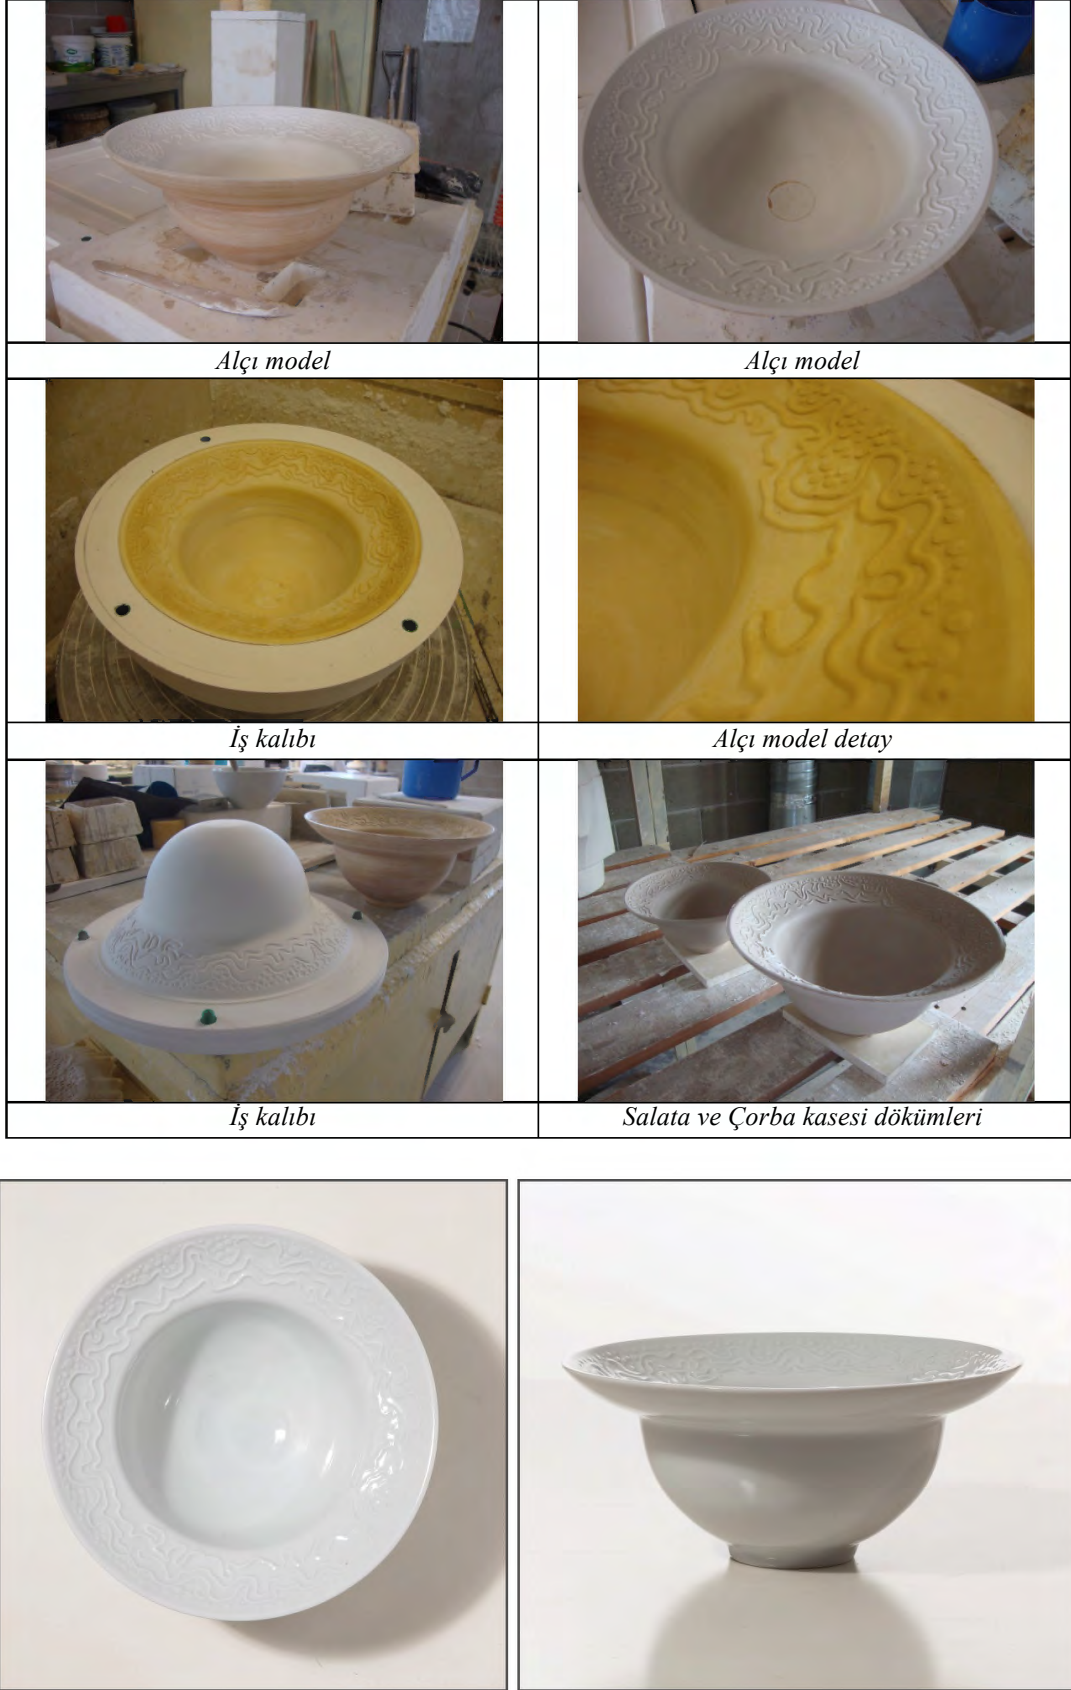 Alçı model
Alçı model
İş kalıbı
Alçı model detay
İş kalıbı
Salata ve Çorba kasesi dökümleri